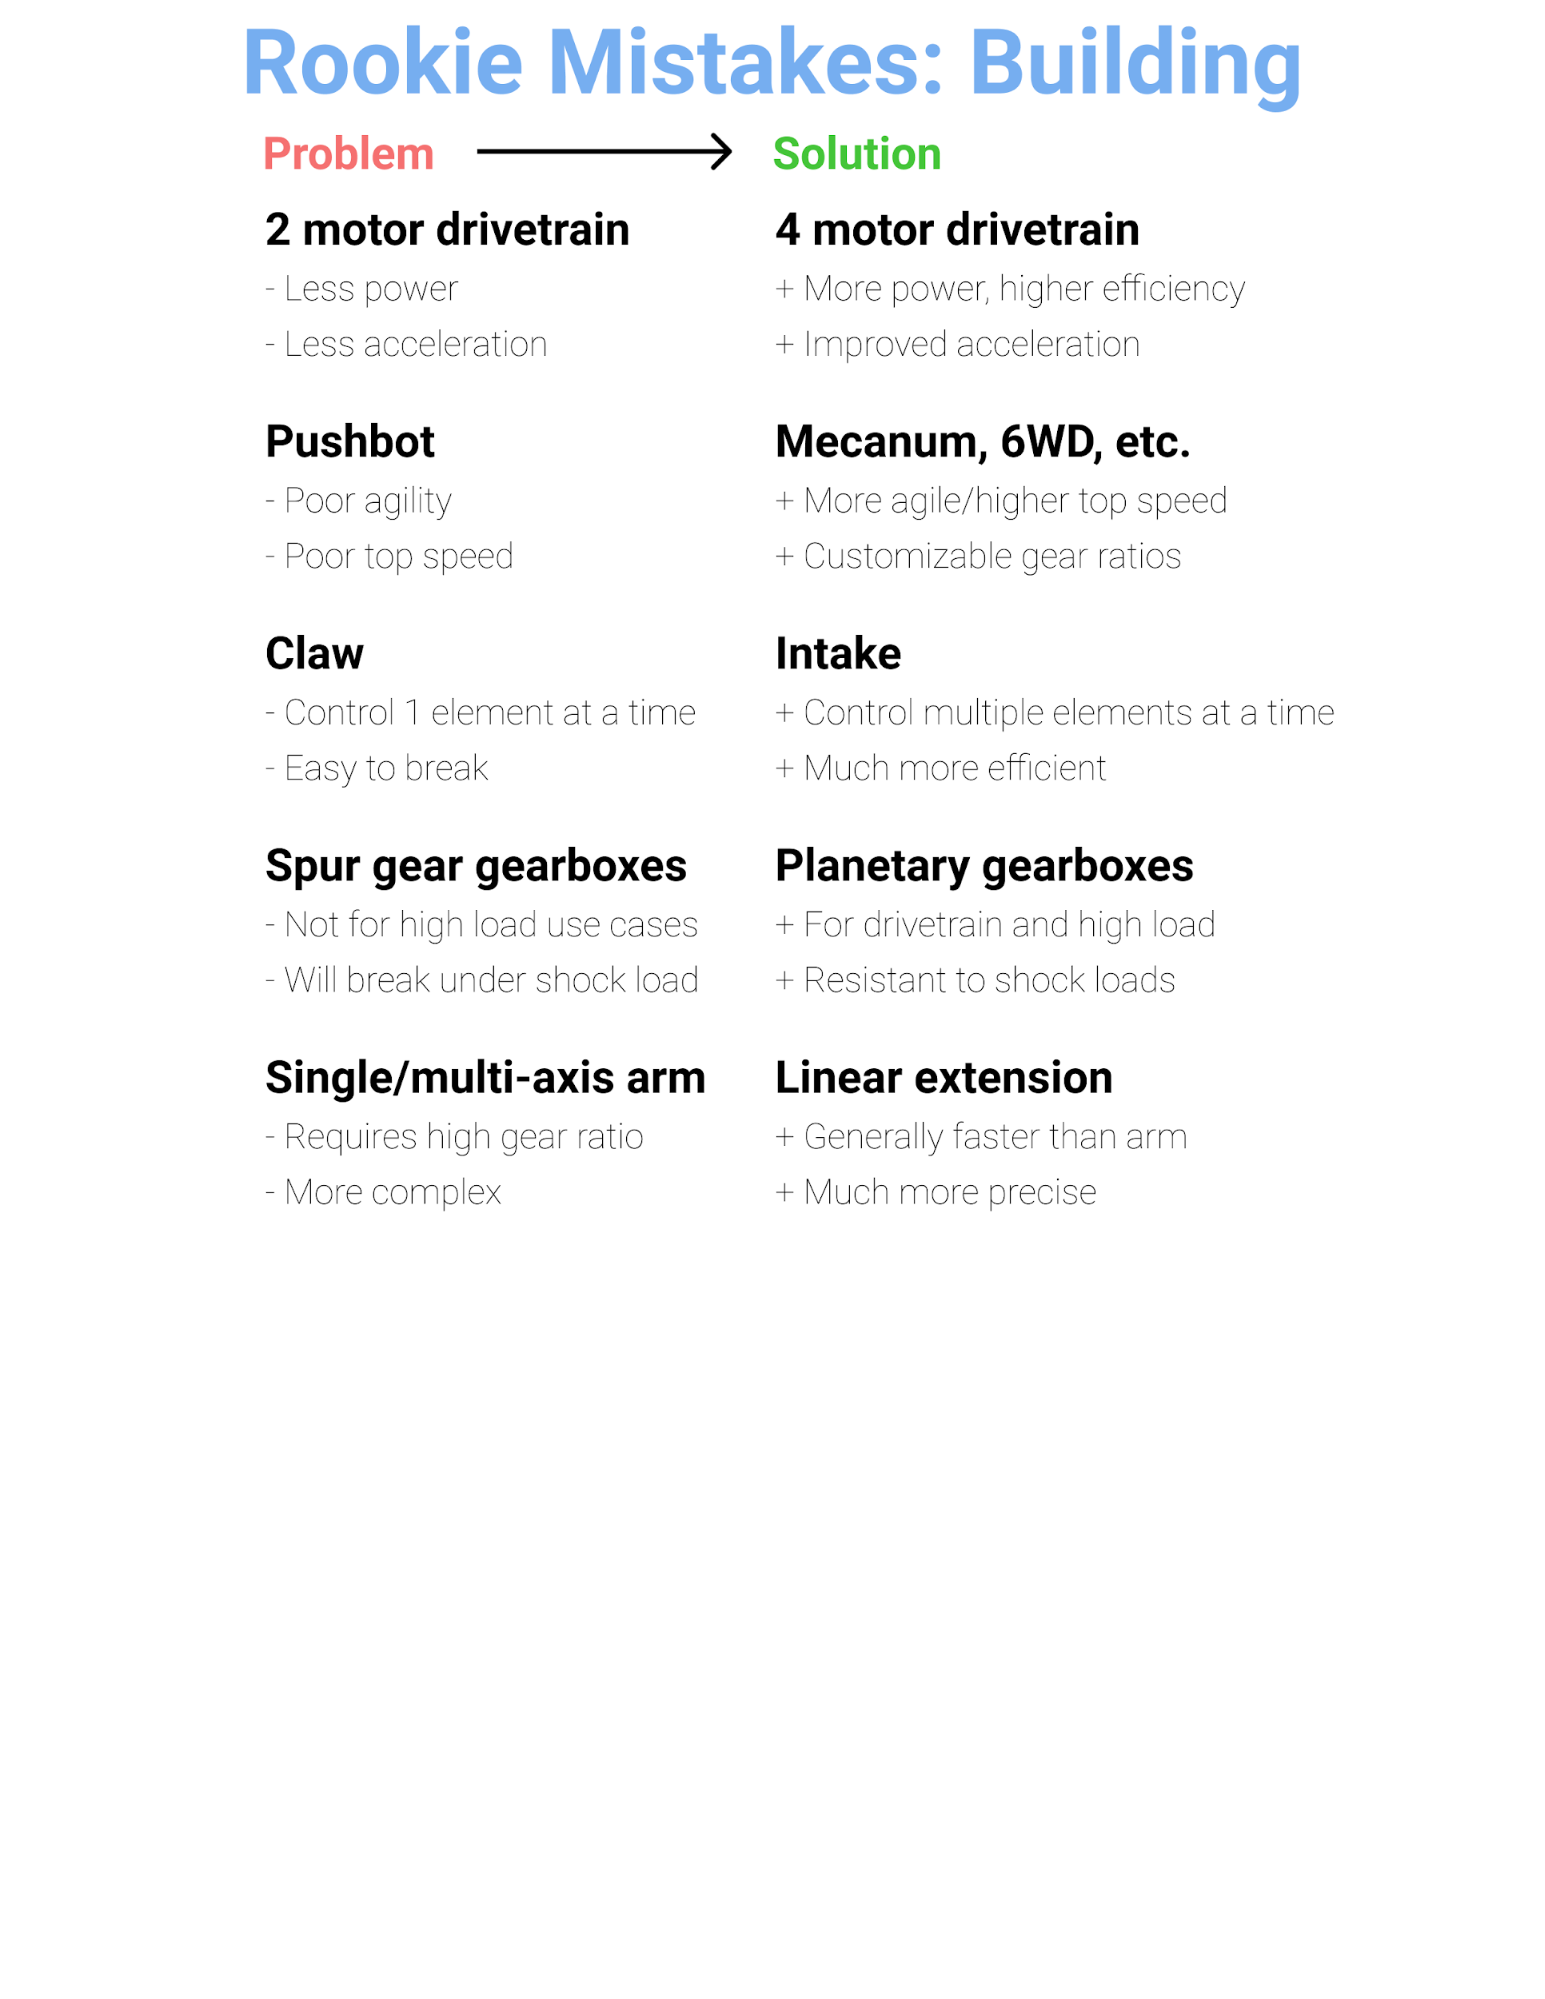 Rookie Mistakes: Building
Problem
Solution
2 motor drivetrain
- Less power
- Less acceleration
4 motor drivetrain
+ More power, higher efficiency
+ Improved acceleration
Pushbot
- Poor agility
- Poor top speed
Mecanum, 6WD, etc.
+ More agile/higher top speed
+ Customizable gear ratios
Claw
- Control 1 element at a time
- Easy to break
Intake
+ Control multiple elements at a time
+ Much more efficient
Spur gear gearboxes
- Not for high load use cases
- Will break under shock load
Planetary gearboxes
+ For drivetrain and high load
+ Resistant to shock loads
Single/multi-axis arm
- Requires high gear ratio
- More complex
Linear extension
+ Generally faster than arm
+ Much more precise